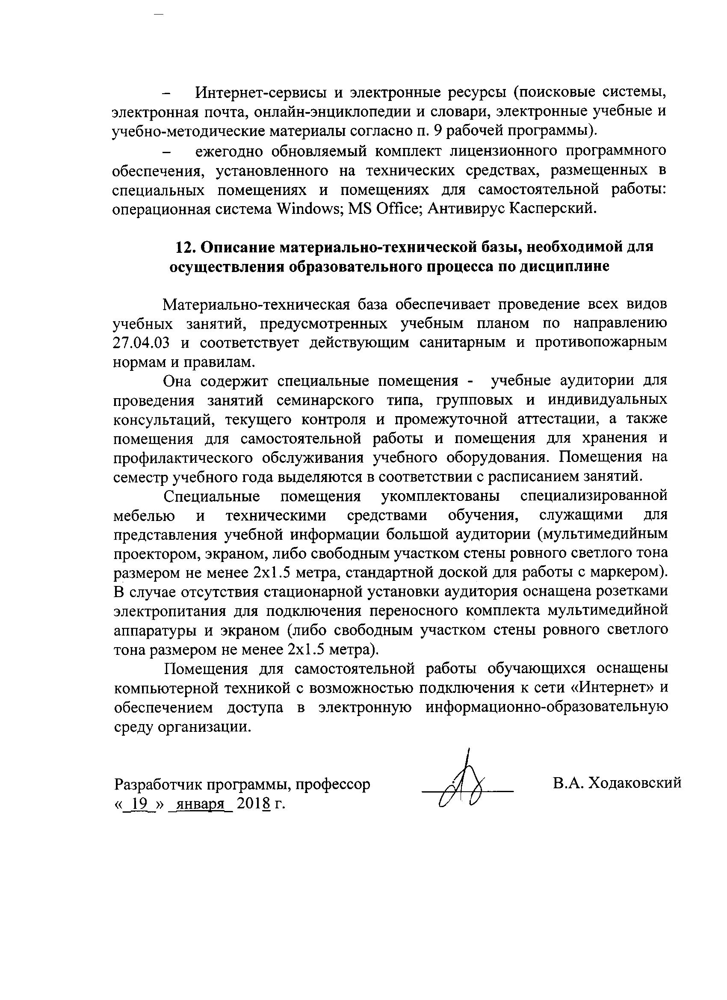 – Интернет-сервисы и электронные ресурсы (поисковые системы,
электронная почта, онлайн-энциклопедии и словари, электронные учебные и
учебно-методические материалы согласно п. 9 рабочей программы).
– ежегодно обновляемый комплект лицензионного программного
обеспечения, установленного на технических средствах, размещенных в
специальных помещениях и помещениях для самостоятельной работы:
операционная система Windows; MS Office; Антивирус Касперский.
12. Описание материально-технической базы, необходимой для
осуществления образовательного процесса по дисциплине
Материально-техническая база обеспечивает проведение всех видов
учебных занятий, предусмотренных учебным планом по направлению
27.04.03 и соответствует действующим санитарным и противопожарным
нормам и правилам.
Она содержит специальные помещения - учебные аудитории для
проведения занятий семинарского типа, групповых и индивидуальных
консультаций, текущего контроля и промежуточной аттестации, а также
помещения для самостоятельной работы и помещения для хранения и
профилактического обслуживания учебного оборудования. Помещения на
семестр учебного года выделяются в соответствии с расписанием занятий.
Специальные помещения укомплектованы специализированной
мебелью и техническими средствами обучения, служащими для
представления учебной информации большой аудитории (мультимедийным
проектором, экраном, либо свободным участком стены ровного светлого тона
размером не менее 2х1.5 метра, стандартной доской для работы с маркером).
В случае отсутствия стационарной установки аудитория оснащена розетками
электропитания для подключения переносного комплекта мультимедийной
аппаратуры и экраном (либо свободным участком стены ровного светлого
тона размером не менее 2х1.5 метра).
Помещения для самостоятельной работы обучающихся оснащены
компьютерной техникой с возможностью подключения к сети «Интернет» и
обеспечением доступа в электронную информационно-образовательную
среду организации.
Разработчик программы, профессор В.А. Ходаковский
«_19_» _января_ 2018 г.